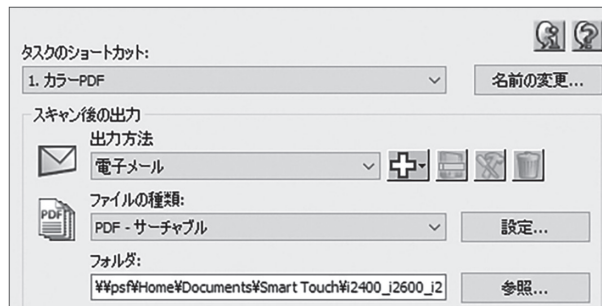 タスクのショートカット:
1. カラーPDF
名前の変更...
スキャン後の出力
出力方法
電子メール
ファイルの種類:
PDF
PDF - サーチャブル
設定...
フォルダ:
¥¥psf¥Home¥Documents¥Smart Touch¥i2400_i2600_i2
参照...